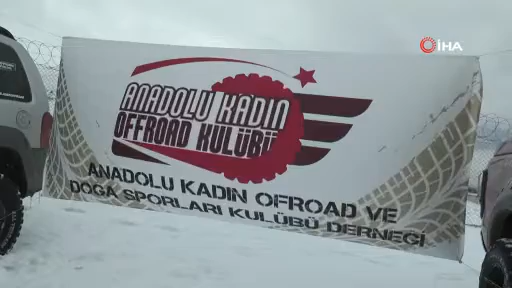 İHA
ANADOLU KADIN
OFFROAD KULÜBÜ
ANADOLU KADIN OFROAD VE
DOĞA SPORLARI KULÜBÜ DERNEĞİ